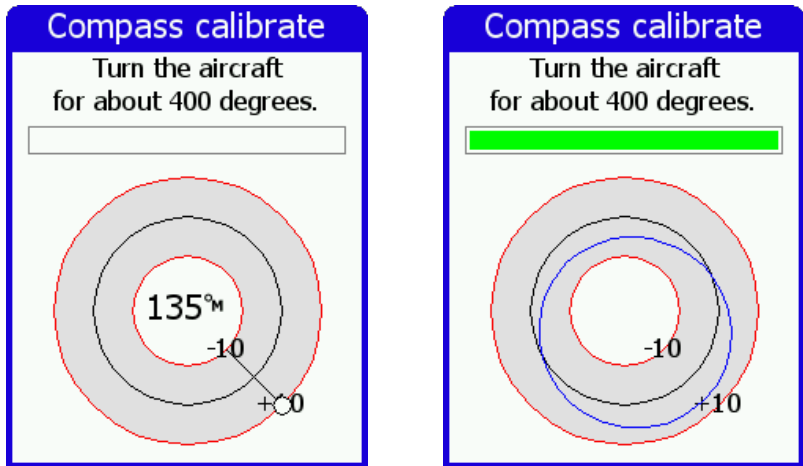 Compass calibrate
Turn the aircraft
for about 400 degrees.
135°M
-10
+10
Compass calibrate
Turn the aircraft
for about 400 degrees.
-10
+10